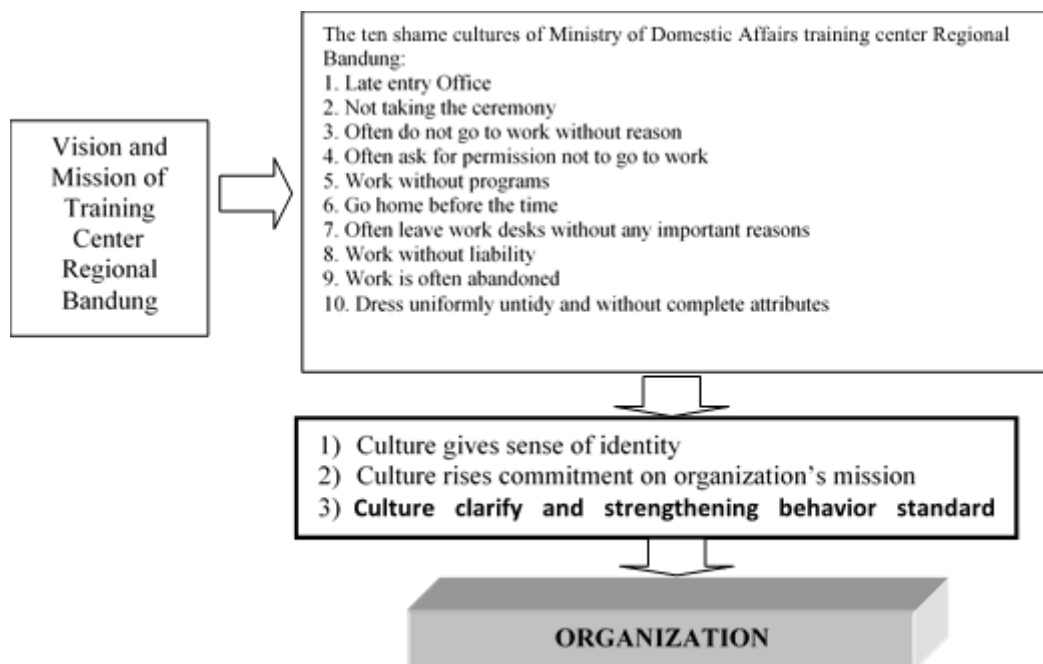 Vision and
Mission of
Training
Center
Regional
Bandung
The ten shame cultures of Ministry of Domestic Affairs training center Regional
Bandung:
1. Late entry Office
2. Not taking the ceremony
3. Often do not go to work without reason
4. Often ask for permission not to go to work
5. Work without programs
6. Go home before the time
7. Often leave work desks without any important reasons
8. Work without liability
9. Work is often abandoned
10. Dress uniformly untidy and without complete attributes
1) Culture gives sense of identity
2) Culture rises commitment on organization's mission
3) Culture clarify and strengthening behavior standard
ORGANIZATION